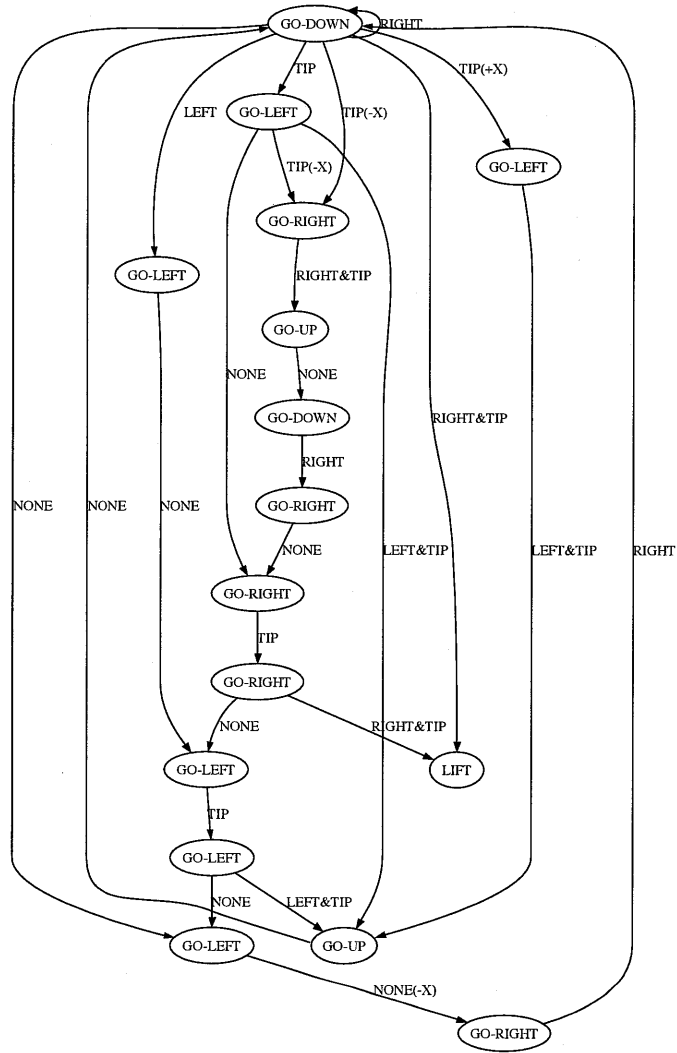 GO-DOWN
RIGHT
TIP
TIP(+X)
GO-LEFT
LEFT
TIP(-X)
TIP(-X)
GO-LEFT
GO-RIGHT
GO-LEFT
RIGHT&TIP
GO-UP
NONE
NONE
GO-DOWN
RIGHT&TIP
RIGHT
NONE
NONE
NONE
GO-RIGHT
NONE
LEFT&TIP
LEFT&TIP
RIGHT
GO-RIGHT
TIP
GO-RIGHT
NONE
RIGHT&TIP
GO-LEFT
LIFT
TIP
GO-LEFT
NONE
LEFT&TIP
GO-LEFT
GO-UP
NONE(-X)
GO-RIGHT